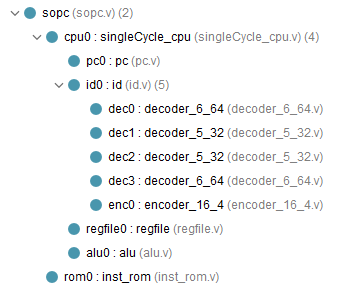 sopc (sopc.v) (2)
cpu0 : singleCycle_cpu (singleCycle_cpu.v) (4)
pc0 : pc (pc.v)
id0 : id (id.v) (5)
dec0 : decoder_6_64 (decoder_6_64.v)
dec1 : decoder_5_32 (decoder_5_32.v)
dec2 : decoder_5_32 (decoder_5_32.v)
dec3 : decoder_6_64 (decoder_6_64.v)
enc0 : encoder_16_4 (encoder_16_4.v)
regfile0 : regfile (regfile.v)
alu0 : alu (alu.v)
rom0 : inst_rom (inst_rom.v)